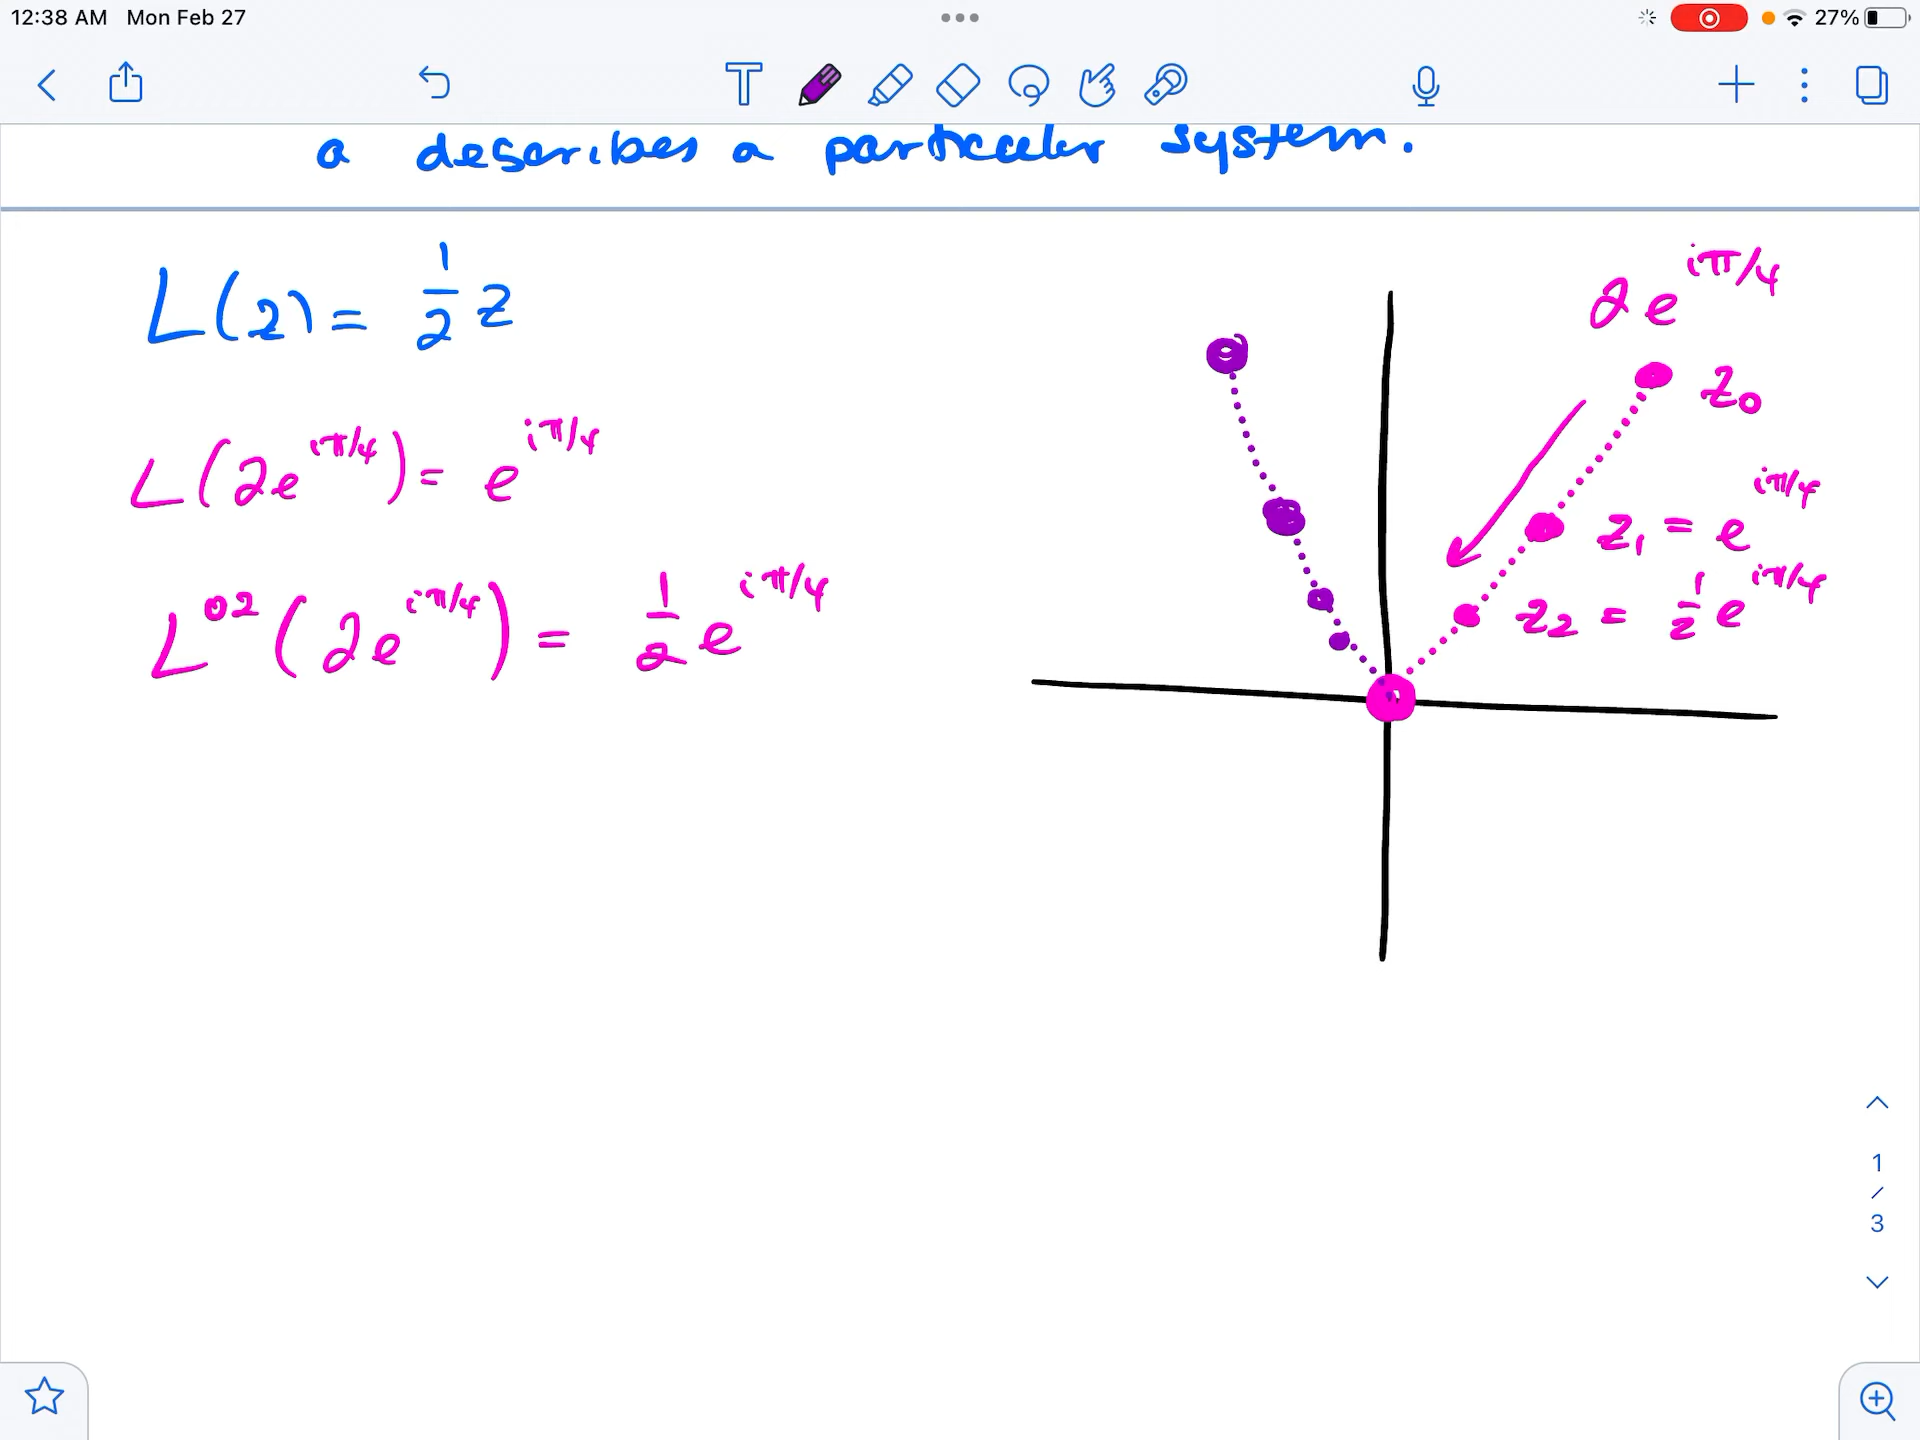 12:38 AM Mon Feb 27
27%
T
a describes a particular system.
L(z) = 1/2 z
L(2e^{iπ/4}) = e^{iπ/4}
L^{∘2}(2e^{iπ/4}) = 1/2 e^{iπ/4}
2e^{iπ/4}
z₀
z₁ = e^{iπ/4}
z₂ = 1/2 e^{iπ/4}
1
/
3